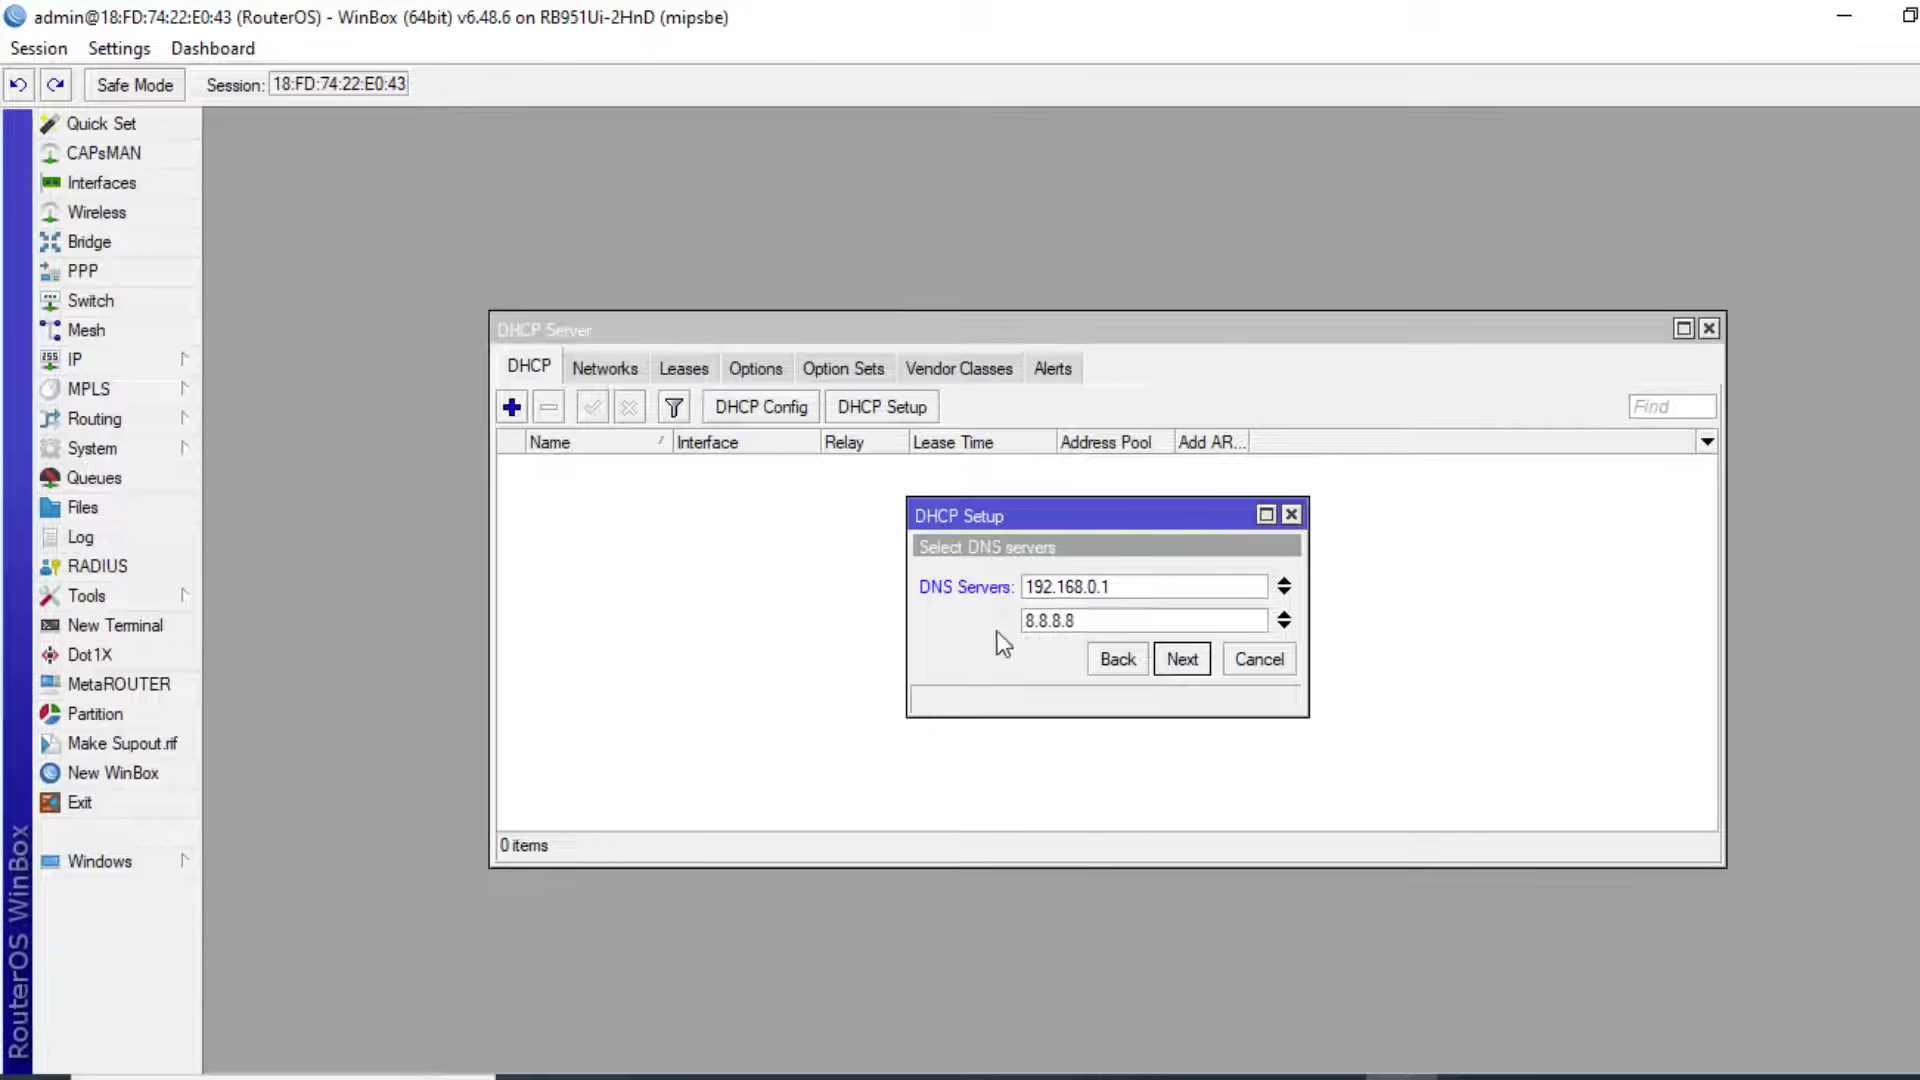 admin@18:FD:74:22:E0:43 (RouterOS) - WinBox (64bit) v6.48.6 on RB951Ui-2HnD (mipsbe)
Session Settings Dashboard
Safe Mode Session: 18:FD:74:22:E0:43
Quick Set
CAPsMAN
Interfaces
Wireless
Bridge
PPP
Switch
Mesh
IP
MPLS
Routing
System
Queues
Files
Log
RADIUS
Tools
New Terminal
Dot1X
MetaROUTER
Partition
Make Supout.rif
New WinBox
Exit
Windows
RouterOS WinBox
DHCP Server
DHCP Networks Leases Options Option Sets Vendor Classes Alerts
DHCP Config DHCP Setup Find
Name Interface Relay Lease Time Address Pool Add AR...
DHCP Setup
Select DNS servers
DNS Servers: 192.168.0.1
8.8.8.8
Back Next Cancel
0 items